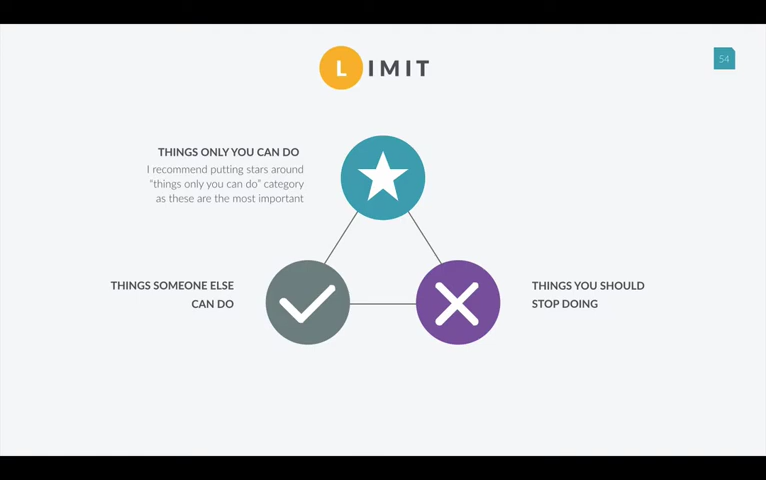 LIMIT
54
THINGS ONLY YOU CAN DO
I recommend putting stars around
"things only you can do" category
as these are the most important
THINGS SOMEONE ELSE
CAN DO
THINGS YOU SHOULD
STOP DOING